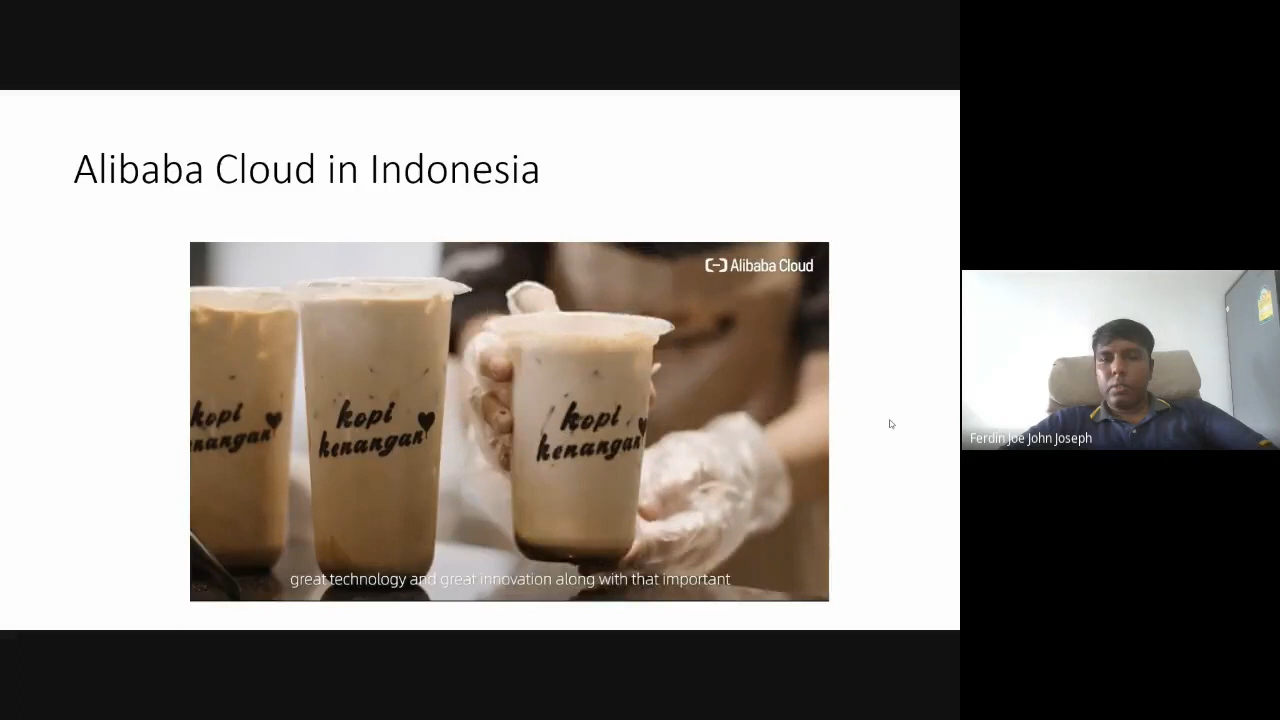 Alibaba Cloud in Indonesia
Alibaba Cloud
kopi
kenangan
kopi
kenangan
kopi
kenangan
great technology and great innovation along with that important
Ferdin Joe John Joseph